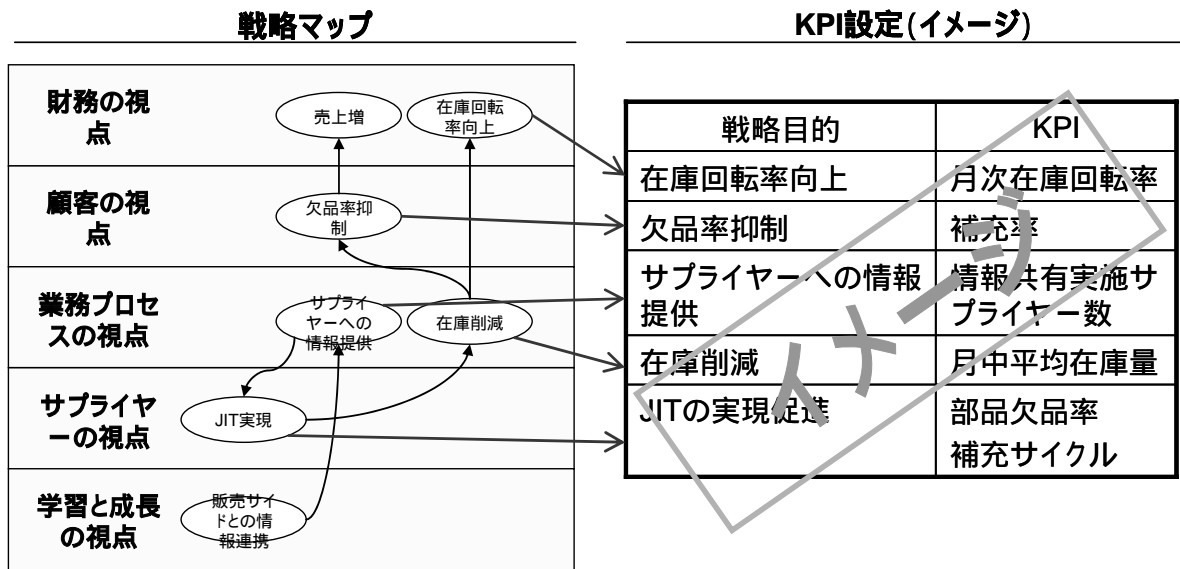 戦略マップ
KPI設定(イメージ)
財務の視
点
売上増
在庫回転
率向上
顧客の視
点
欠品率抑
制
業務プロセ
スの視点
サプライ
ヤーへの
情報提供
在庫削減
サプライヤ
ーの視点
JIT実現
学習と成長
の視点
販売サイ
ドとの情
報連携
戦略目的
KPI
在庫回転率向上
月次在庫回転率
欠品率抑制
補充率
サプライヤーへの情報
提供
情報共有実施サ
プライヤー数
在庫削減
月中平均在庫量
JITの実現促進
部品欠品率
補充サイクル
イメージ